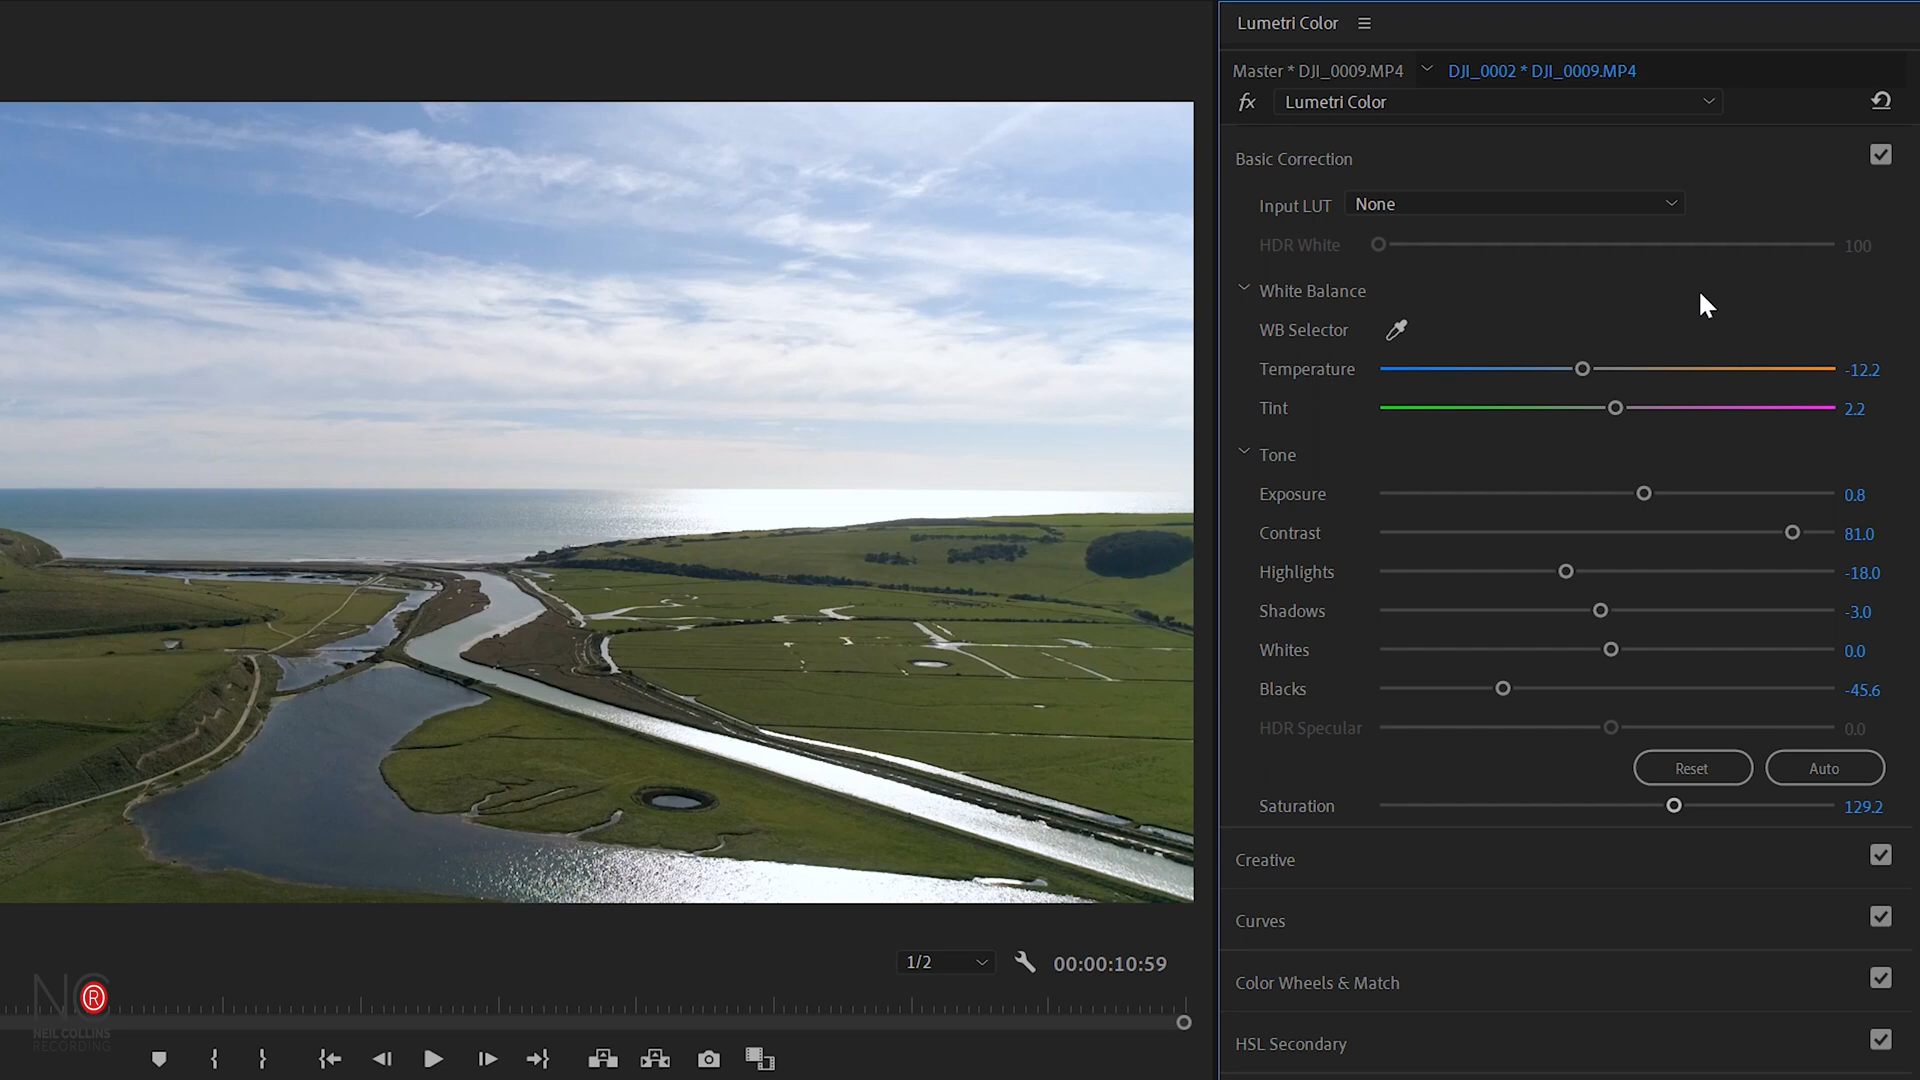 Lumetri Color
Master * DJI_0009.MP4
DJI_0002 * DJI_0009.MP4
fx
Lumetri Color
Basic Correction
Input LUT
None
HDR White
100
White Balance
WB Selector
Temperature
-12.2
Tint
2.2
Tone
Exposure
0.8
Contrast
81.0
Highlights
-18.0
Shadows
-3.0
Whites
0.0
Blacks
-45.6
HDR Specular
0.0
Reset
Auto
Saturation
129.2
Creative
Curves
Color Wheels & Match
HSL Secondary
1/2
00:00:10:59
NC®
NEIL COLLINS
RECORDING